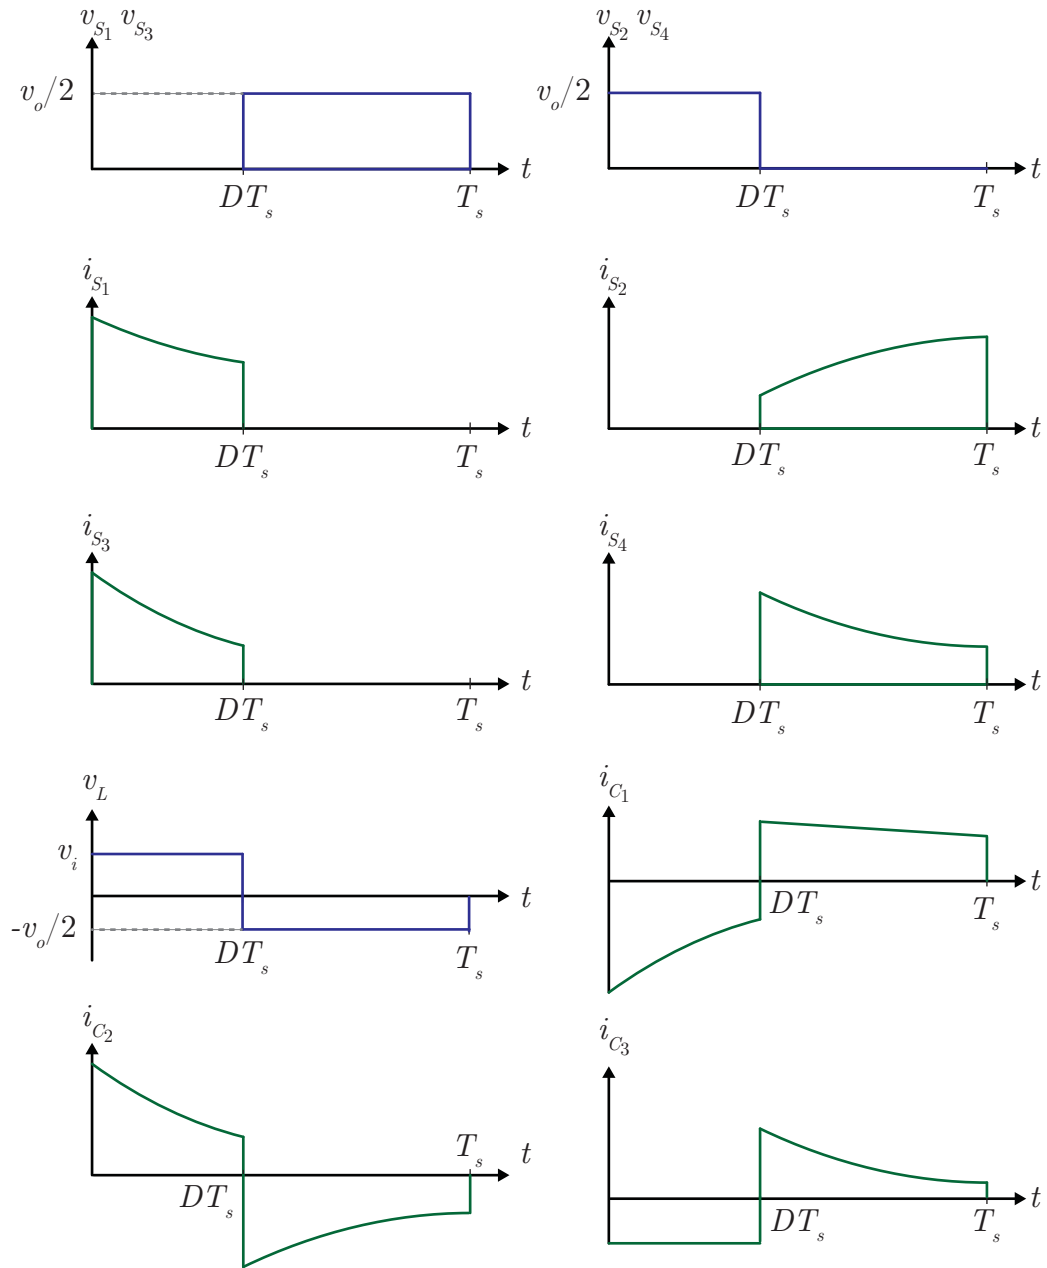 v_{S_1} v_{S_3}
v_o/2
DT_s
T_s
t
v_{S_2} v_{S_4}
v_o/2
DT_s
T_s
t
i_{S_1}
DT_s
T_s
t
i_{S_2}
DT_s
T_s
t
i_{S_3}
DT_s
T_s
t
i_{S_4}
DT_s
T_s
t
v_L
v_i
-v_o/2
DT_s
T_s
t
i_{C_1}
DT_s
T_s
t
i_{C_2}
DT_s
T_s
t
i_{C_3}
DT_s
T_s
t